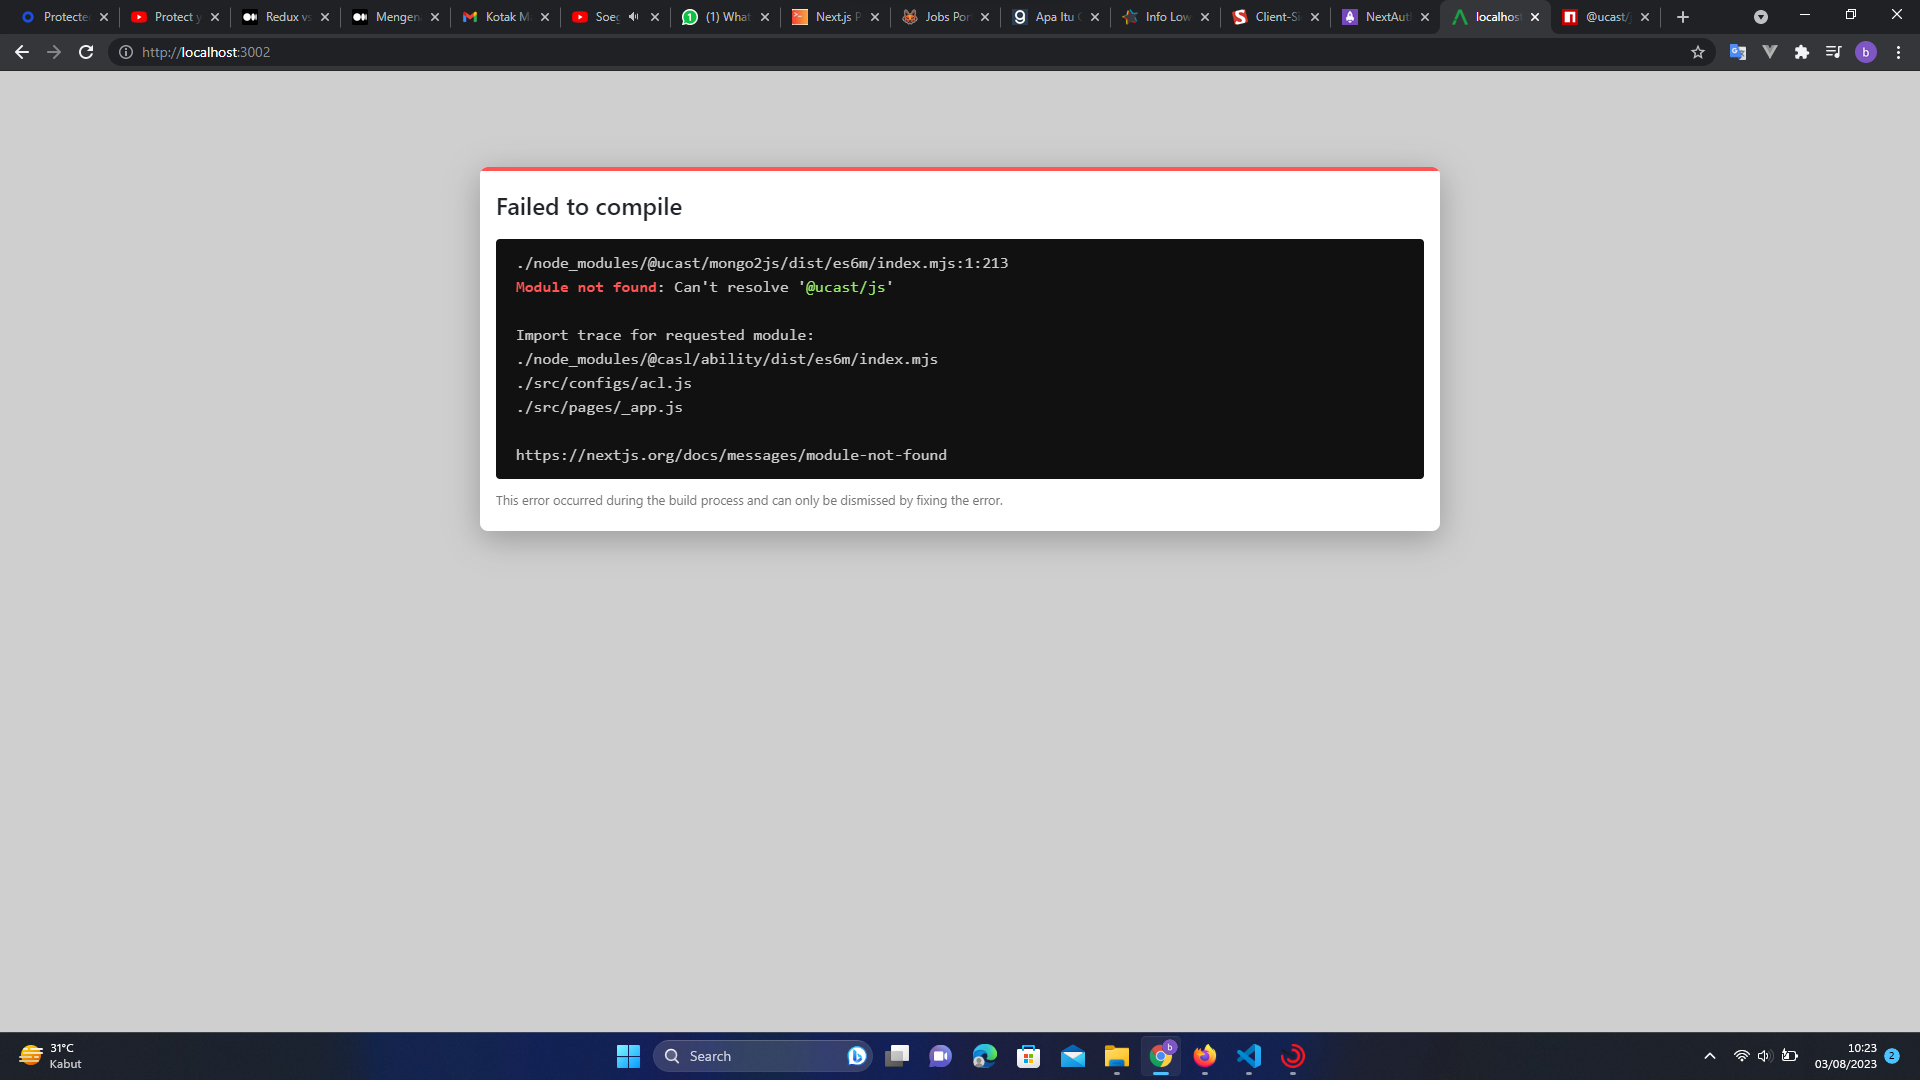 Protecte
Protect y
Redux vs
Mengen
Kotak M
Soeg
(1) What
Next.js P
Jobs Por
Apa Itu
Info Low
Client-Si
NextAut
localhos
@ucast/
http://localhost:3002
b
Failed to compile
./node_modules/@ucast/mongo2js/dist/es6m/index.mjs:1:213
Module not found: Can't resolve '@ucast/js'
Import trace for requested module:
./node_modules/@casl/ability/dist/es6m/index.mjs
./src/configs/acl.js
./src/pages/_app.js
https://nextjs.org/docs/messages/module-not-found
This error occurred during the build process and can only be dismissed by fixing the error.
31°C
Kabut
Search
b
10:23
03/08/2023
2